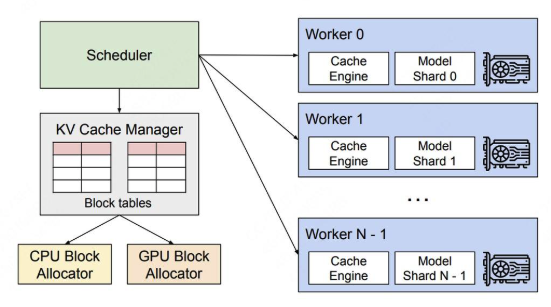 Scheduler
KV Cache Manager
Block tables
CPU Block
Allocator
GPU Block
Allocator
Worker 0
Cache
Engine
Model
Shard 0
Worker 1
Cache
Engine
Model
Shard 1
...
Worker N - 1
Cache
Engine
Model
Shard N - 1